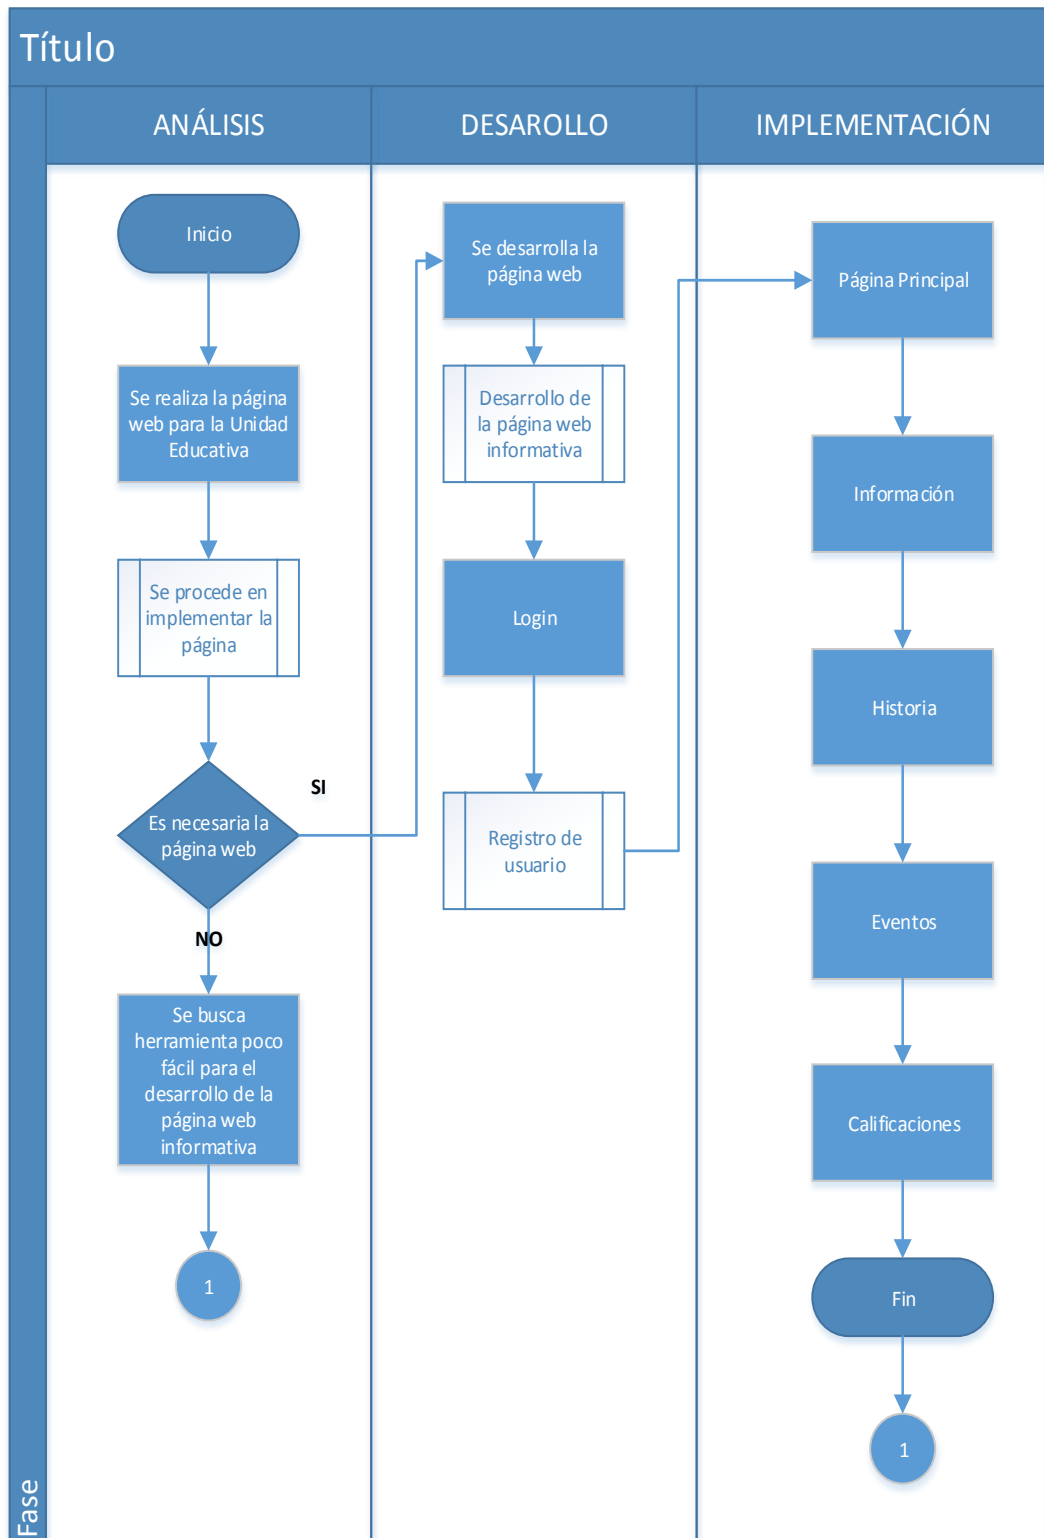 Título
ANÁLISIS
DESAROLLO
IMPLEMENTACIÓN
Inicio
Se realiza la página
web para la Unidad
Educativa
Se procede en
implementar la
página
Es necesaria la
página web
SI
NO
Se busca
herramienta poco
fácil para el
desarrollo de la
página web
informativa
1
Se desarrolla la
página web
Desarrollo de
la página web
informativa
Login
Registro de
usuario
Página Principal
Información
Historia
Eventos
Calificaciones
Fin
1
Fase